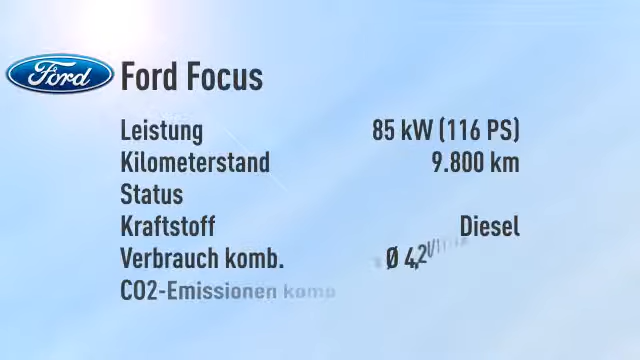 Ford Ford Focus
Leistung 85 kW (116 PS)
Kilometerstand 9.800 km
Status
Kraftstoff Diesel
Verbrauch komb. Ø 4,2
CO2-Emissionen komb